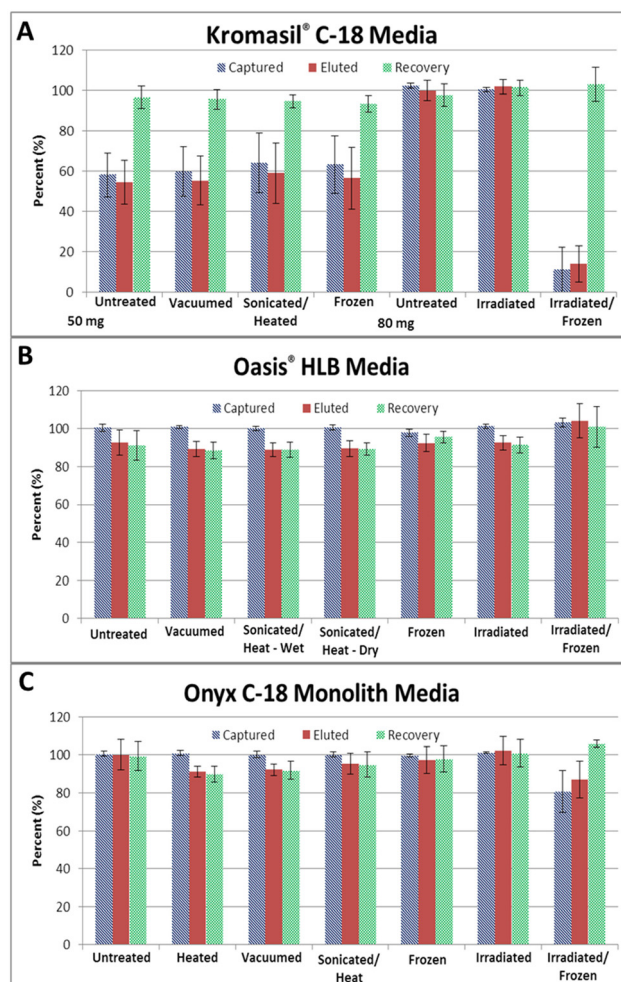 A
Kromasil® C-18 Media
Captured Eluted Recovery
Percent (%)
120
100
80
60
40
20
0
Untreated Vacuumed Sonicated/ Frozen Untreated Irradiated Irradiated/
50 mg Heated 80 mg Frozen
B
Oasis® HLB Media
Captured Eluted Recovery
Percent (%)
120
100
80
60
40
20
0
Untreated Vacuumed Sonicated/ Sonicated/ Frozen Irradiated Irradiated/
Heat - Wet Heat - Dry Frozen
C
Onyx C-18 Monolith Media
Captured Eluted Recovery
Percent (%)
120
100
80
60
40
20
0
Untreated Heated Vacuumed Sonicated/ Frozen Irradiated Irradiated/
Heat Frozen